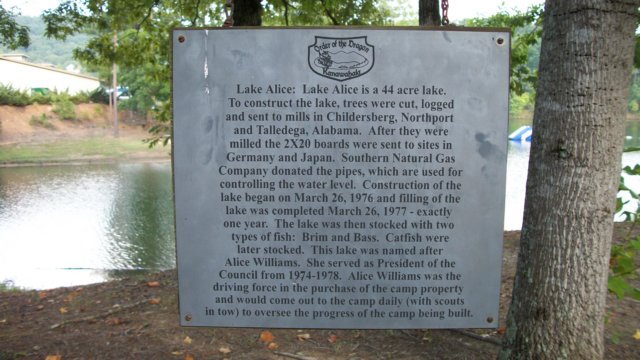 Order of the Dragon
Kanawahala
Lake Alice: Lake Alice is a 44 acre lake.
To construct the lake, trees were cut, logged
and sent to mills in Childersberg, Northport
and Talledega, Alabama. After they were
milled the 2X20 boards were sent to sites in
Germany and Japan. Southern Natural Gas
Company donated the pipes, which are used for
controlling the water level. Construction of the
lake began on March 26, 1976 and filling of the
lake was completed March 26, 1977 - exactly
one year. The lake was then stocked with two
types of fish: Brim and Bass. Catfish were
later stocked. This lake was named after
Alice Williams. She served as President of the
Council from 1974-1978. Alice Williams was the
driving force in the purchase of the camp property
and would come out to the camp daily (with scouts
in tow) to oversee the progress of the camp being built.